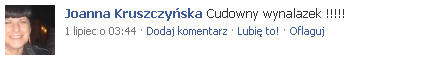 Joanna Kruszczyńska Cudowny wynalazek !!!!!
1 lipiec o 03:44 · Dodaj komentarz · Lubię to! · Oflaguj